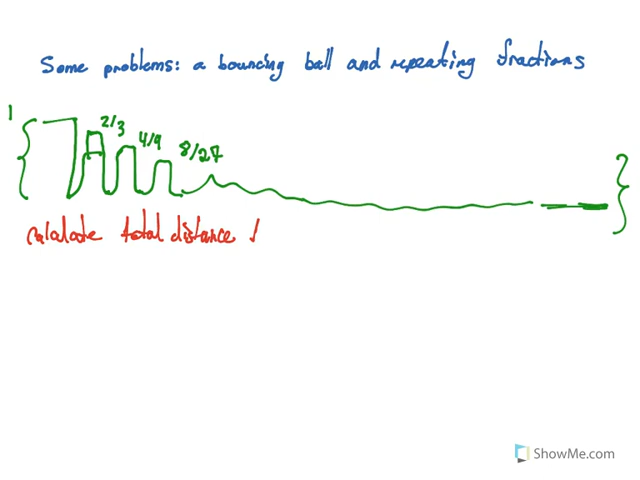 Some problems: a bouncing ball and repeating fractions
1
2/3
4/9
8/27
calculate total distance
ShowMe.com